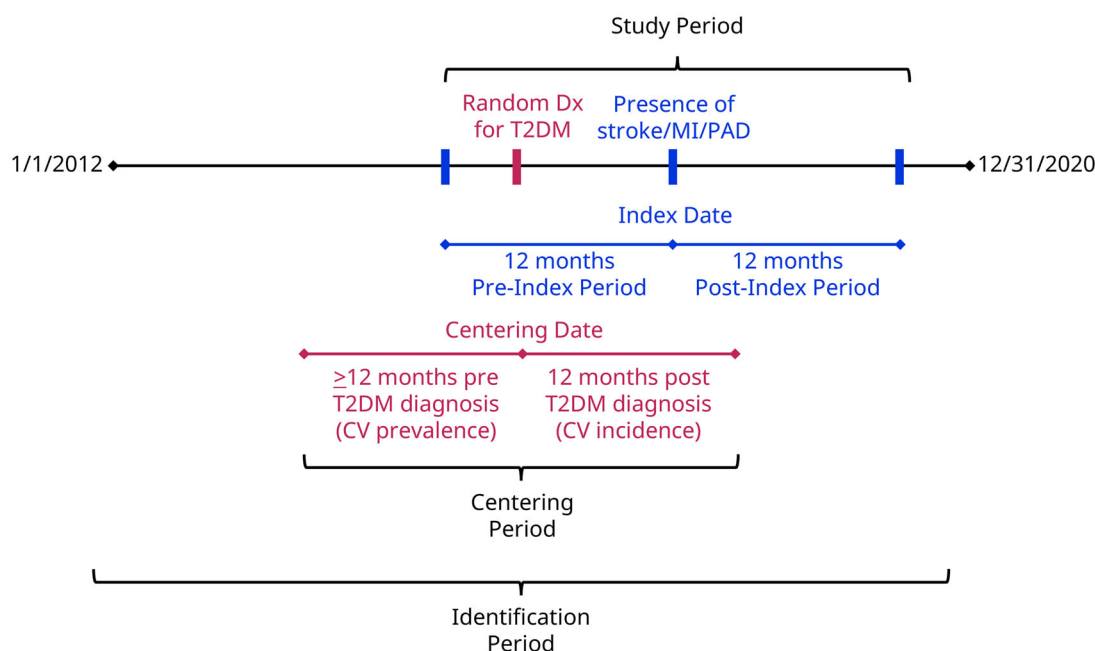 Study Period
Random Dx
for T2DM
Presence of
stroke/MI/PAD
1/1/2012
12/31/2020
Index Date
12 months
Pre-Index Period
12 months
Post-Index Period
Centering Date
≥12 months pre
T2DM diagnosis
(CV prevalence)
12 months post
T2DM diagnosis
(CV incidence)
Centering
Period
Identification
Period